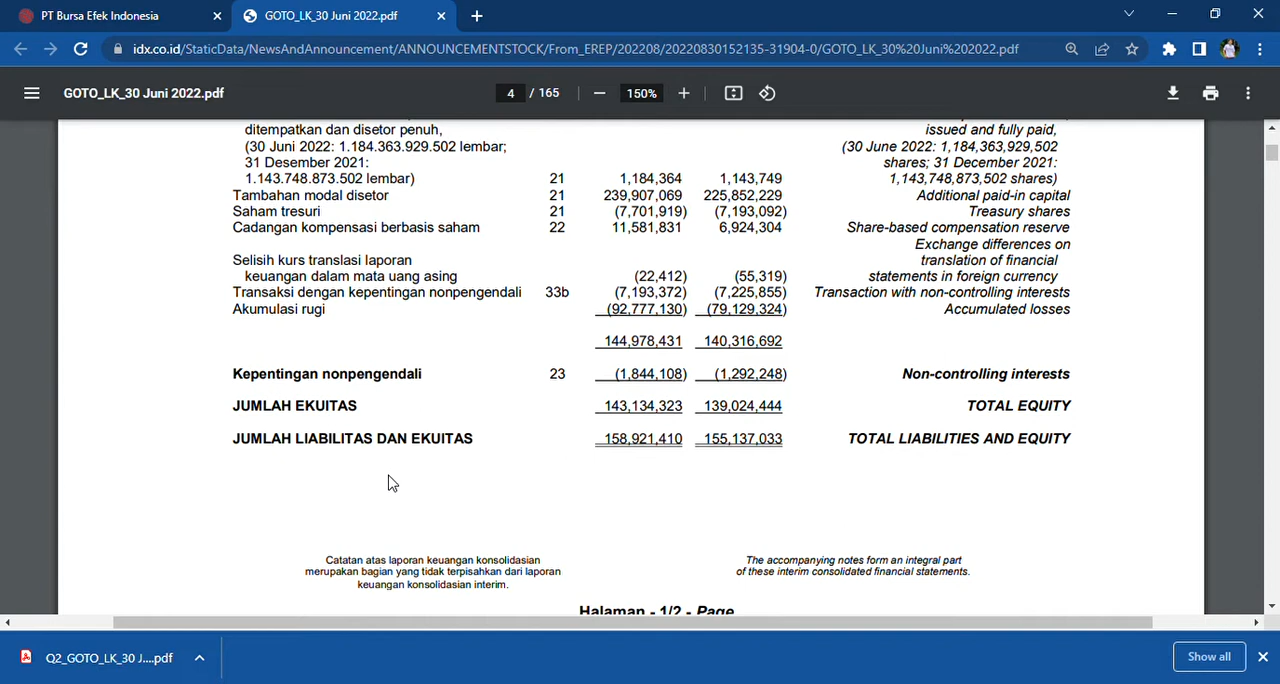 PT Bursa Efek Indonesia
GOTO_LK_30 Juni 2022.pdf
idx.co.id/StaticData/NewsAndAnnouncement/ANNOUNCEMENTSTOCK/From_EREP/202208/20220830152135-31904-0/GOTO_LK_30%20Juni%202022.pdf
GOTO_LK_30 Juni 2022.pdf 4 / 165 150%
ditempatkan dan disetor penuh, issued and fully paid,
(30 Juni 2022: 1.184.363.929.502 lembar; (30 June 2022: 1,184,363,929,502
31 Desember 2021: shares; 31 December 2021:
1.143.748.873.502 lembar) 21 1,184,364 1,143,749 1,143,748,873,502 shares)
Tambahan modal disetor 21 239,907,069 225,852,229 Additional paid-in capital
Saham tresuri 21 (7,701,919) (7,193,092) Treasury shares
Cadangan kompensasi berbasis saham 22 11,581,831 6,924,304 Share-based compensation reserve
Exchange differences on
Selisih kurs translasi laporan translation of financial
keuangan dalam mata uang asing (22,412) (55,319) statements in foreign currency
Transaksi dengan kepentingan nonpengendali 33b (7,193,372) (7,225,855) Transaction with non-controlling interests
Akumulasi rugi (92,777,130) (79,129,324) Accumulated losses
144,978,431 140,316,692
Kepentingan nonpengendali 23 (1,844,108) (1,292,248) Non-controlling interests
JUMLAH EKUITAS 143,134,323 139,024,444 TOTAL EQUITY
JUMLAH LIABILITAS DAN EKUITAS 158,921,410 155,137,033 TOTAL LIABILITIES AND EQUITY
Catatan atas laporan keuangan konsolidasian
merupakan bagian yang tidak terpisahkan dari laporan
keuangan konsolidasian interim.
The accompanying notes form an integral part
of these interim consolidated financial statements.
Halaman - 1/2 - Page
Q2_GOTO_LK_30 J....pdf
Show all